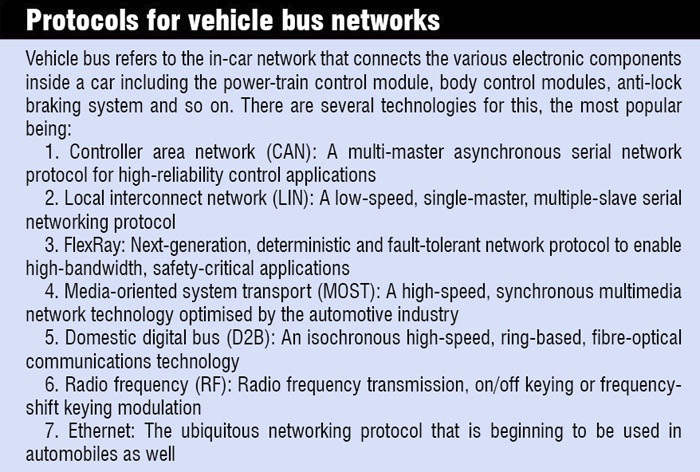 Protocols for vehicle bus networks
Vehicle bus refers to the in-car network that connects the various electronic components
inside a car including the power-train control module, body control modules, anti-lock
braking system and so on. There are several technologies for this, the most popular
being:
1. Controller area network (CAN): A multi-master asynchronous serial network
protocol for high-reliability control applications
2. Local interconnect network (LIN): A low-speed, single-master, multiple-slave serial
networking protocol
3. FlexRay: Next-generation, deterministic and fault-tolerant network protocol to enable
high-bandwidth, safety-critical applications
4. Media-oriented system transport (MOST): A high-speed, synchronous multimedia
network technology optimised by the automotive industry
5. Domestic digital bus (D2B): An isochronous high-speed, ring-based, fibre-optical
communications technology
6. Radio frequency (RF): Radio frequency transmission, on/off keying or frequency-
shift keying modulation
7. Ethernet: The ubiquitous networking protocol that is beginning to be used in
automobiles as well